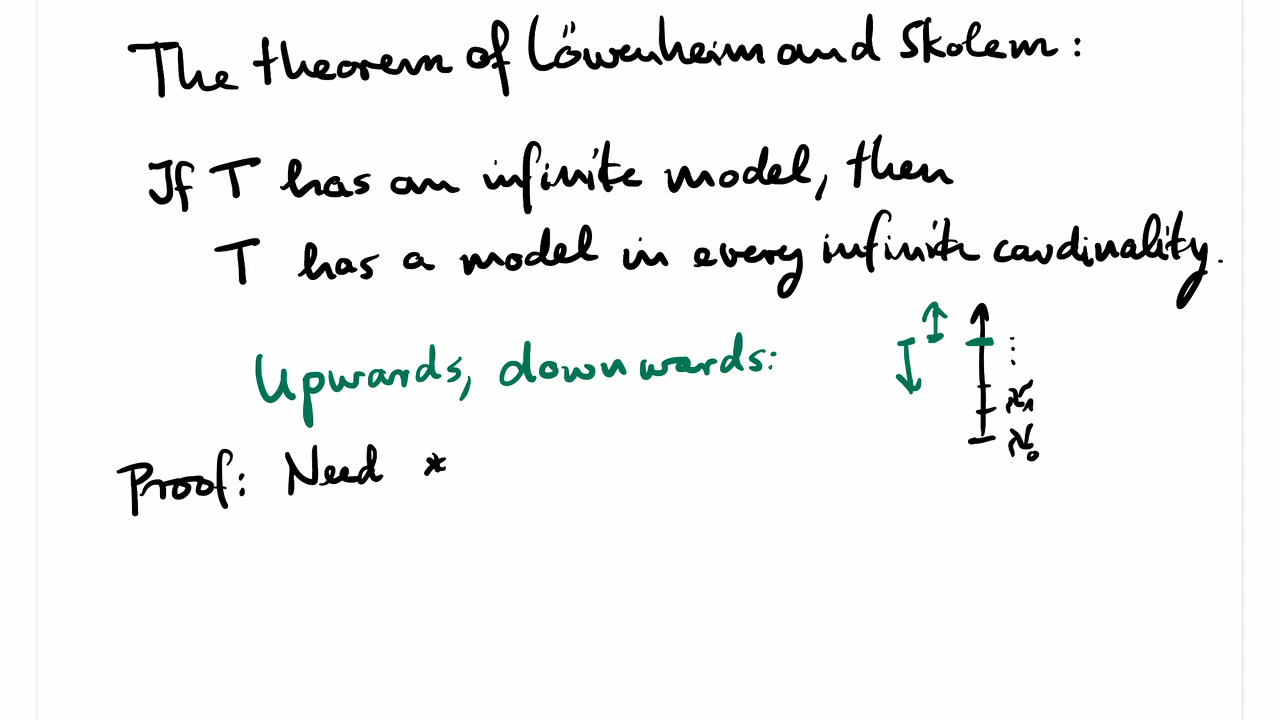 The theorem of Löwenheim and Skolem:
If T has an infinite model, then
T has a model in every infinite cardinality.
Upwards, downwards:
⋮
ℵ₁
ℵ₀
Proof: Need *